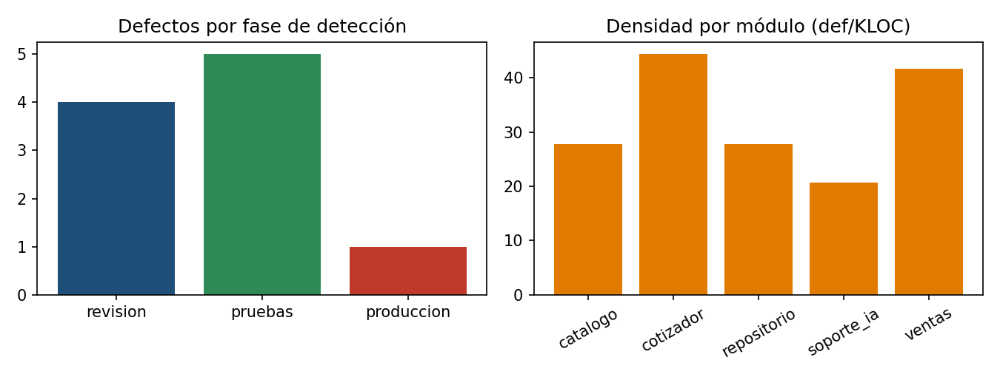 Defectos por fase de detección
5
4
3
2
1
0
revision pruebas produccion
Densidad por módulo (def/KLOC)
40
30
20
10
0
catalogo cotizador repositorio soporte_ia ventas